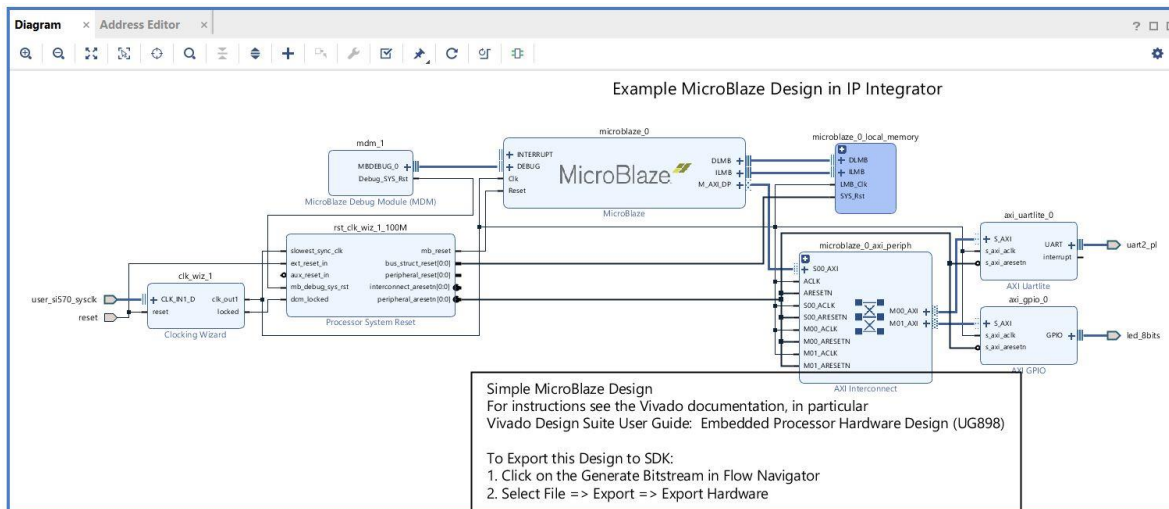 Diagram × Address Editor ×
? □
Example MicroBlaze Design in IP Integrator
mdm_1
MBDEBUG_0
Debug_SYS_Rst
MicroBlaze Debug Module (MDM)
microblaze_0
INTERRUPT
DEBUG
Clk
Reset
MicroBlaze
DLMB
ILMB
M_AXI_DP
MicroBlaze
microblaze_0_local_memory
DLMB
ILMB
LMB_Clk
SYS_Rst
rst_clk_wiz_1_100M
slowest_sync_clk
ext_reset_in
aux_reset_in
mb_debug_sys_rst
dcm_locked
mb_reset
bus_struct_reset[0:0]
peripheral_reset[0:0]
interconnect_aresetn[0:0]
peripheral_aresetn[0:0]
Processor System Reset
user_si570_sysclk
reset
clk_wiz_1
CLK_IN1_D
reset
clk_out1
locked
Clocking Wizard
microblaze_0_axi_periph
S00_AXI
ACLK
ARESETN
S00_ACLK
S00_ARESETN
M00_ACLK
M00_ARESETN
M01_ACLK
M01_ARESETN
M00_AXI
M01_AXI
AXI Interconnect
axi_uartlite_0
S_AXI
s_axi_aclk
s_axi_aresetn
UART
interrupt
AXI Uartlite
uart2_pl
axi_gpio_0
S_AXI
s_axi_aclk
s_axi_aresetn
GPIO
AXI GPIO
led_8bits
Simple MicroBlaze Design
For instructions see the Vivado documentation, in particular
Vivado Design Suite User Guide: Embedded Processor Hardware Design (UG898)
To Export this Design to SDK:
1. Click on the Generate Bitstream in Flow Navigator
2. Select File => Export => Export Hardware